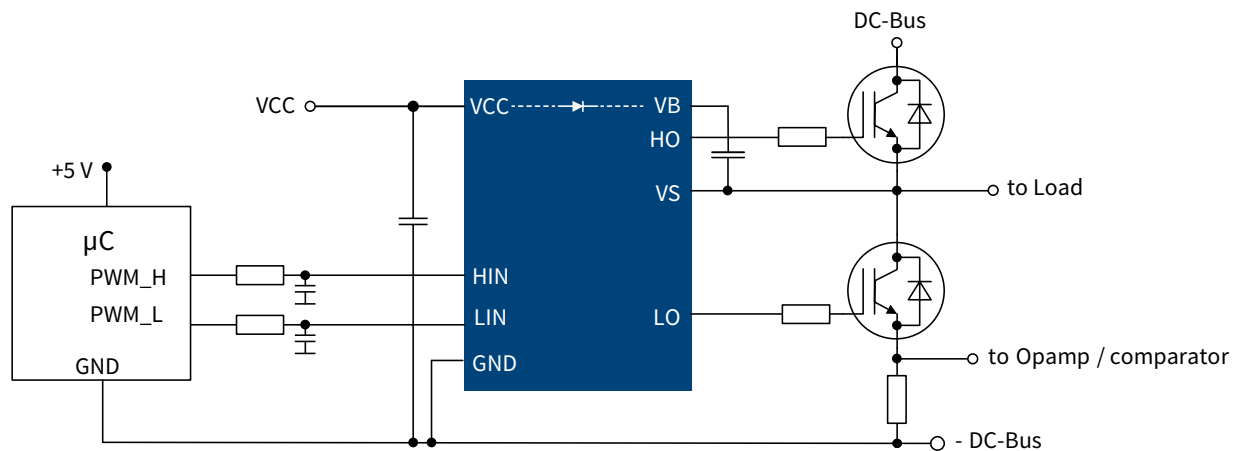 DC-Bus
VCC
VCC
VB
HO
+5 V
VS
to Load
µC
PWM_H
HIN
PWM_L
LIN
LO
GND
GND
to Opamp / comparator
- DC-Bus